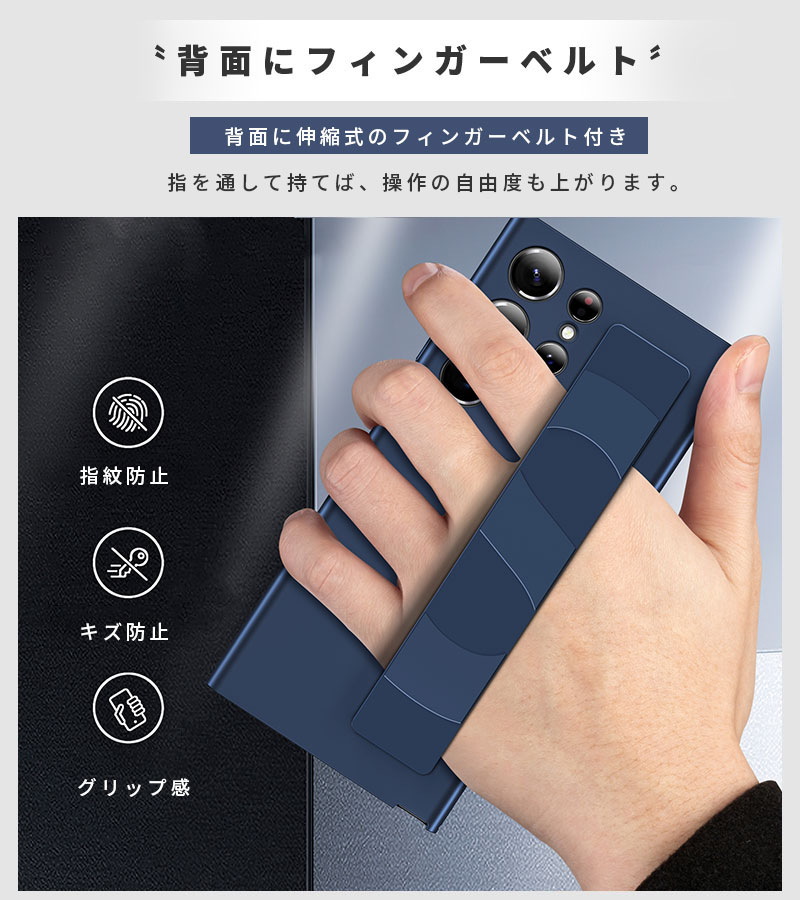 〝背面にフィンガーベルト〞
背面に伸縮式のフィンガーベルト付き
指を通して持てば、操作の自由度も上がります。
指紋防止
キズ防止
グリップ感